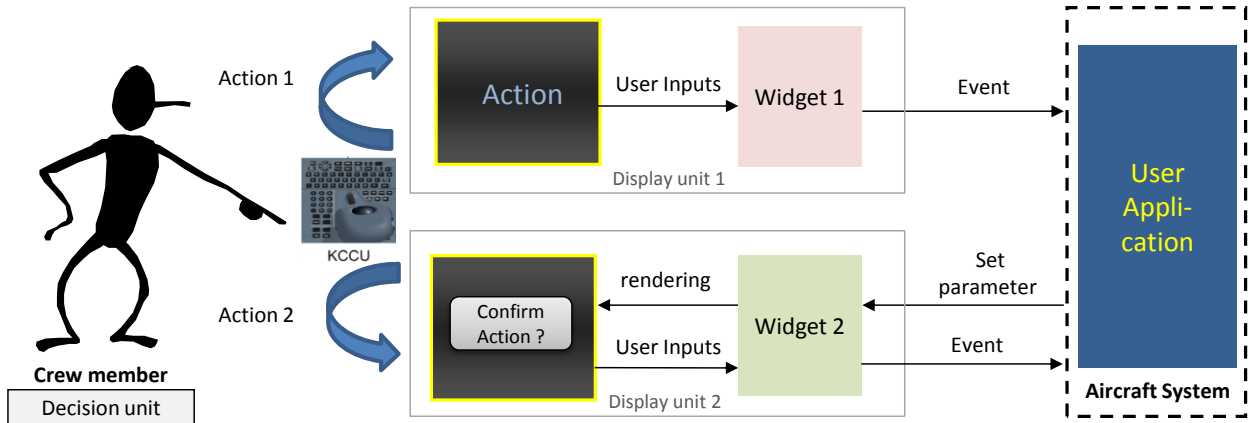 Action 1
KCCU
Action 2
Crew member
Decision unit
Action
User Inputs
Widget 1
Display unit 1
Event
rendering
Confirm
Action ?
User Inputs
Widget 2
Display unit 2
Set
parameter
Event
User
Appli-
cation
Aircraft System